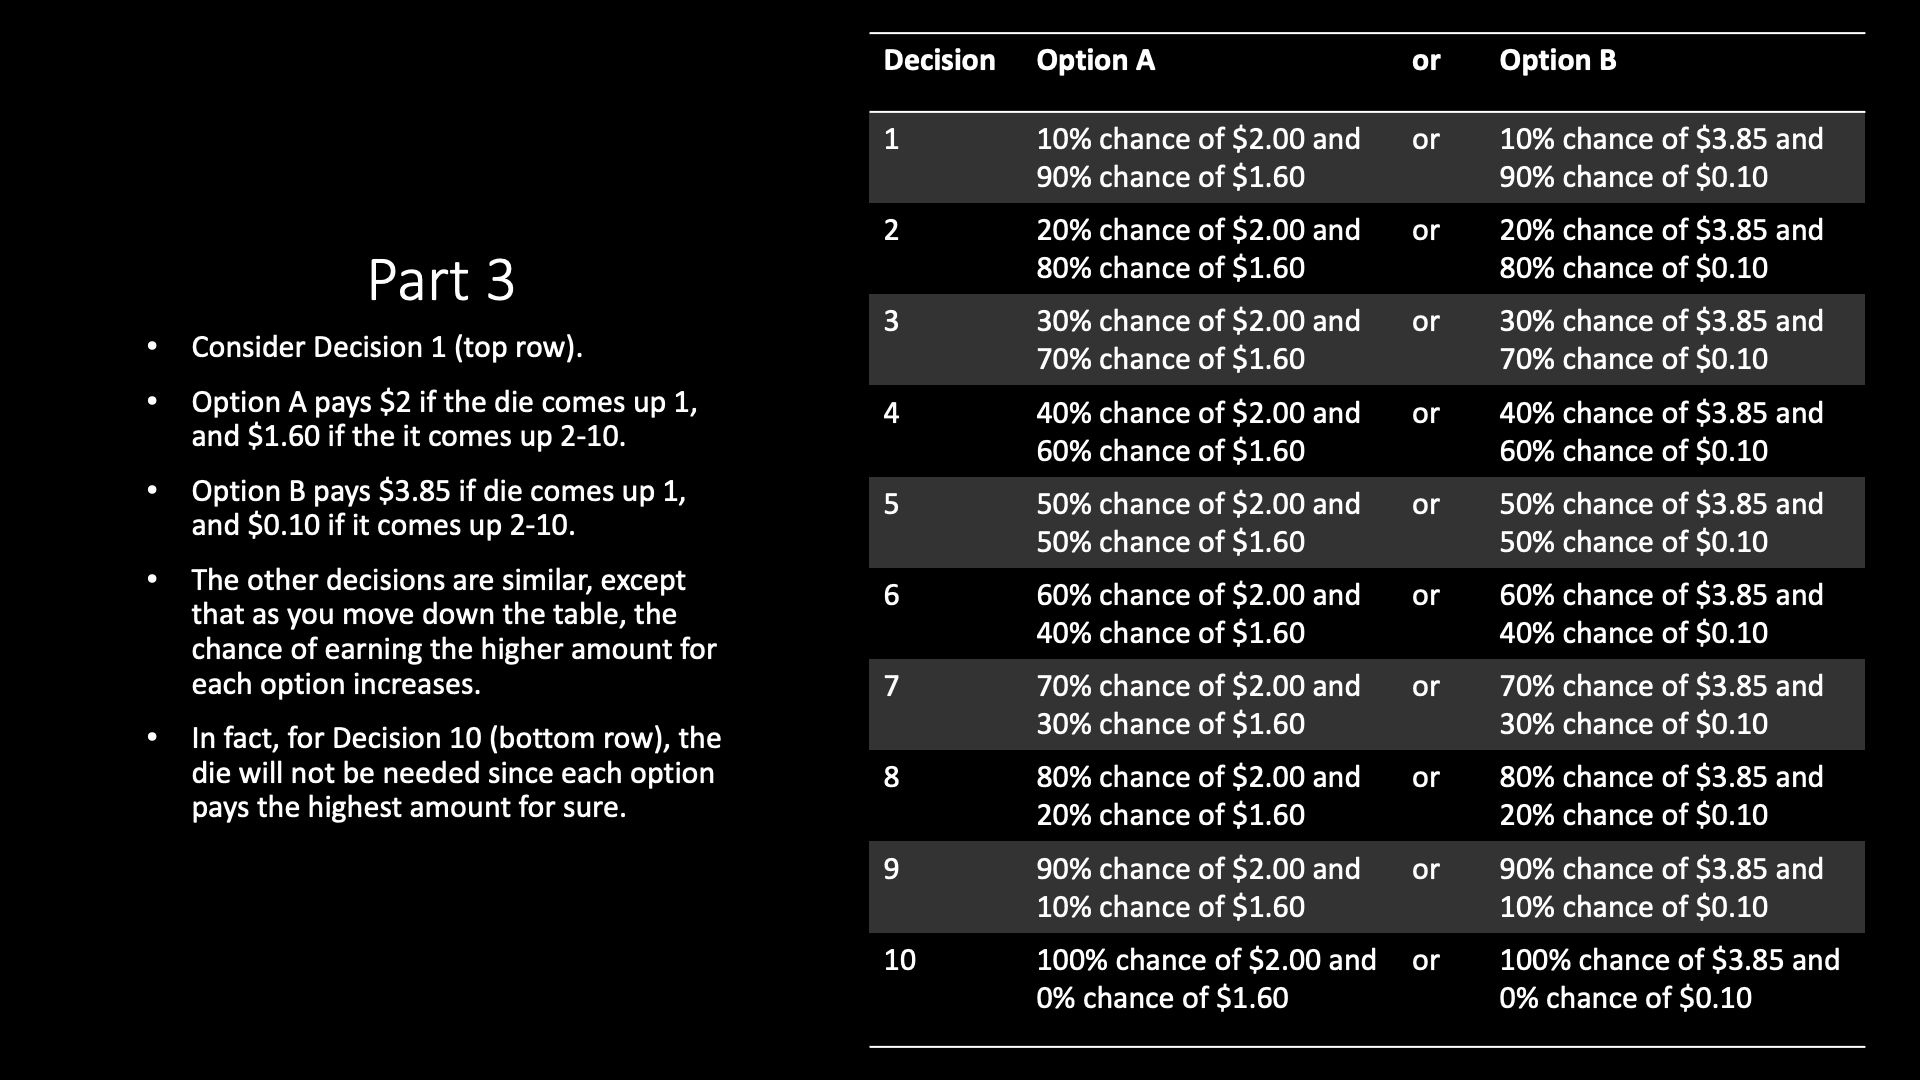 Part 3
• Consider Decision 1 (top row).
• Option A pays $2 if the die comes up 1,
and $1.60 if the it comes up 2-10.
• Option B pays $3.85 if die comes up 1,
and $0.10 if it comes up 2-10.
• The other decisions are similar, except
that as you move down the table, the
chance of earning the higher amount for
each option increases.
• In fact, for Decision 10 (bottom row), the
die will not be needed since each option
pays the highest amount for sure.
Decision Option A or Option B
1 10% chance of $2.00 and or 10% chance of $3.85 and
90% chance of $1.60 90% chance of $0.10
2 20% chance of $2.00 and or 20% chance of $3.85 and
80% chance of $1.60 80% chance of $0.10
3 30% chance of $2.00 and or 30% chance of $3.85 and
70% chance of $1.60 70% chance of $0.10
4 40% chance of $2.00 and or 40% chance of $3.85 and
60% chance of $1.60 60% chance of $0.10
5 50% chance of $2.00 and or 50% chance of $3.85 and
50% chance of $1.60 50% chance of $0.10
6 60% chance of $2.00 and or 60% chance of $3.85 and
40% chance of $1.60 40% chance of $0.10
7 70% chance of $2.00 and or 70% chance of $3.85 and
30% chance of $1.60 30% chance of $0.10
8 80% chance of $2.00 and or 80% chance of $3.85 and
20% chance of $1.60 20% chance of $0.10
9 90% chance of $2.00 and or 90% chance of $3.85 and
10% chance of $1.60 10% chance of $0.10
10 100% chance of $2.00 and or 100% chance of $3.85 and
0% chance of $1.60 0% chance of $0.10